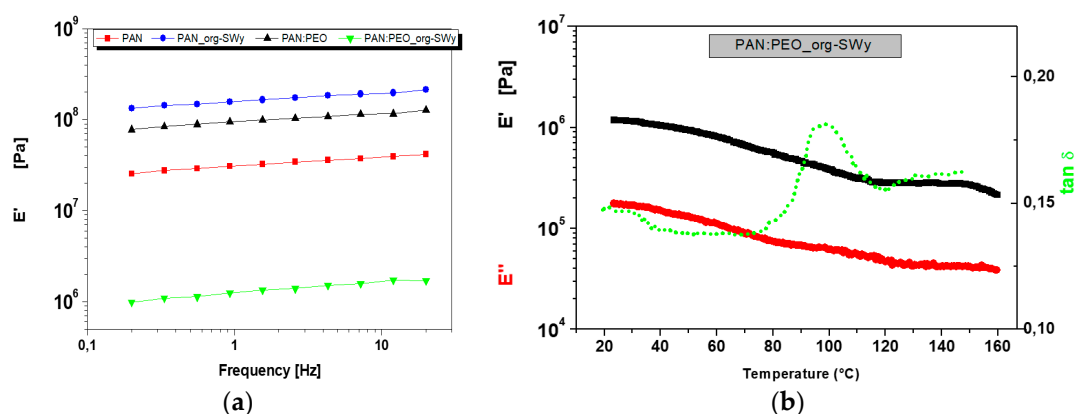 10⁹
PAN PAN_org-SWy PAN:PEO PAN:PEO_org-SWy
10⁸
[Pa]
10⁷
E'
10⁶
0,1 1 10
Frequency [Hz]
(a)
PAN:PEO_org-SWy
[Pa]
E'
E''
10⁶
10⁵
10⁴
0,20
0,15
0,10
tan δ
20 40 60 80 100 120 140 160
Temperature (°C)
(b)